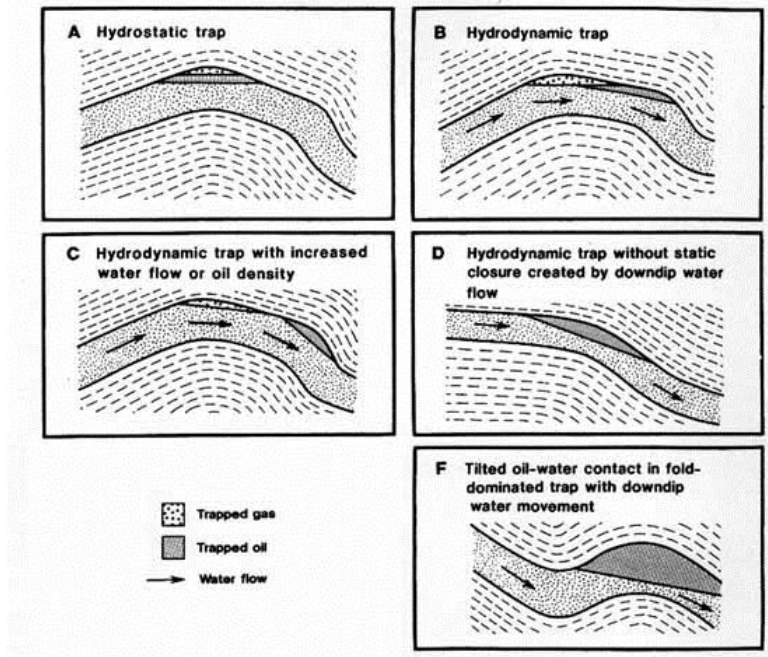 A Hydrostatic trap
B Hydrodynamic trap
C Hydrodynamic trap with increased
water flow or oil density
D Hydrodynamic trap without static
closure created by downdip water
flow
Trapped gas
Trapped oil
Water flow
F Tilted oil-water contact in fold-
dominated trap with downdip
water movement